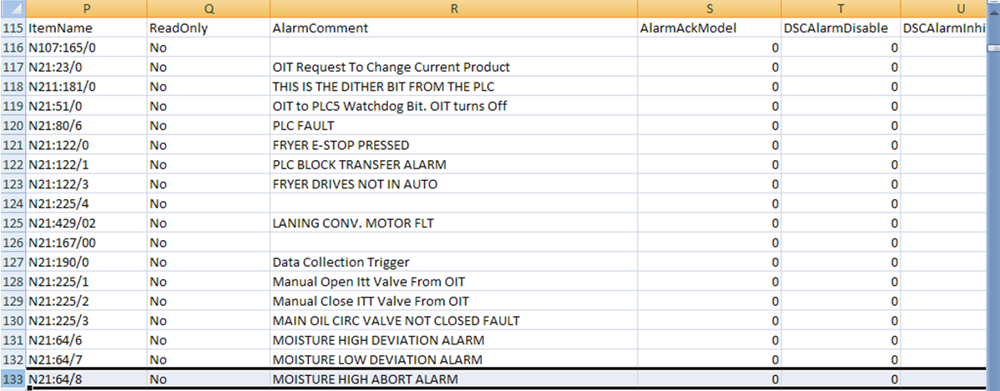 P Q R S T U
115 ItemName ReadOnly AlarmComment AlarmAckModel DSCAlarmDisable DSCAlarmInhi
116 N107:165/0 No 0 0
117 N21:23/0 No OIT Request To Change Current Product 0 0
118 N211:181/0 No THIS IS THE DITHER BIT FROM THE PLC 0 0
119 N21:51/0 No OIT to PLC5 Watchdog Bit. OIT turns Off 0 0
120 N21:80/6 No PLC FAULT 0 0
121 N21:122/0 No FRYER E-STOP PRESSED 0 0
122 N21:122/1 No PLC BLOCK TRANSFER ALARM 0 0
123 N21:122/3 No FRYER DRIVES NOT IN AUTO 0 0
124 N21:225/4 No 0 0
125 N21:429/02 No LANING CONV. MOTOR FLT 0 0
126 N21:167/00 No 0 0
127 N21:190/0 No Data Collection Trigger 0 0
128 N21:225/1 No Manual Open Itt Valve From OIT 0 0
129 N21:225/2 No Manual Close ITT Valve From OIT 0 0
130 N21:225/3 No MAIN OIL CIRC VALVE NOT CLOSED FAULT 0 0
131 N21:64/6 No MOISTURE HIGH DEVIATION ALARM 0 0
132 N21:64/7 No MOISTURE LOW DEVIATION ALARM 0 0
133 N21:64/8 No MOISTURE HIGH ABORT ALARM 0 0